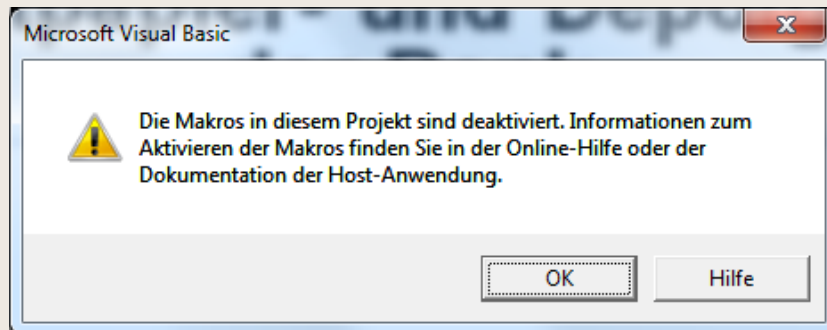 Microsoft Visual Basic
Die Makros in diesem Projekt sind deaktiviert. Informationen zum
Aktivieren der Makros finden Sie in der Online-Hilfe oder der
Dokumentation der Host-Anwendung.
OK
Hilfe